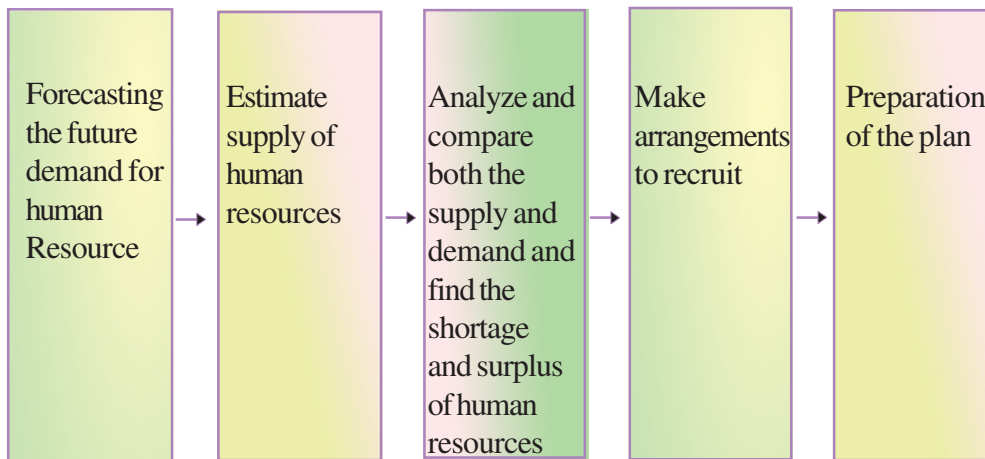 Forecasting
the future
demand for
human
Resource
Estimate
supply of
human
resources
Analyze and
compare
both the
supply and
demand and
find the
shortage
and surplus
of human
resources
Make
arrangements
to recruit
Preparation
of the plan